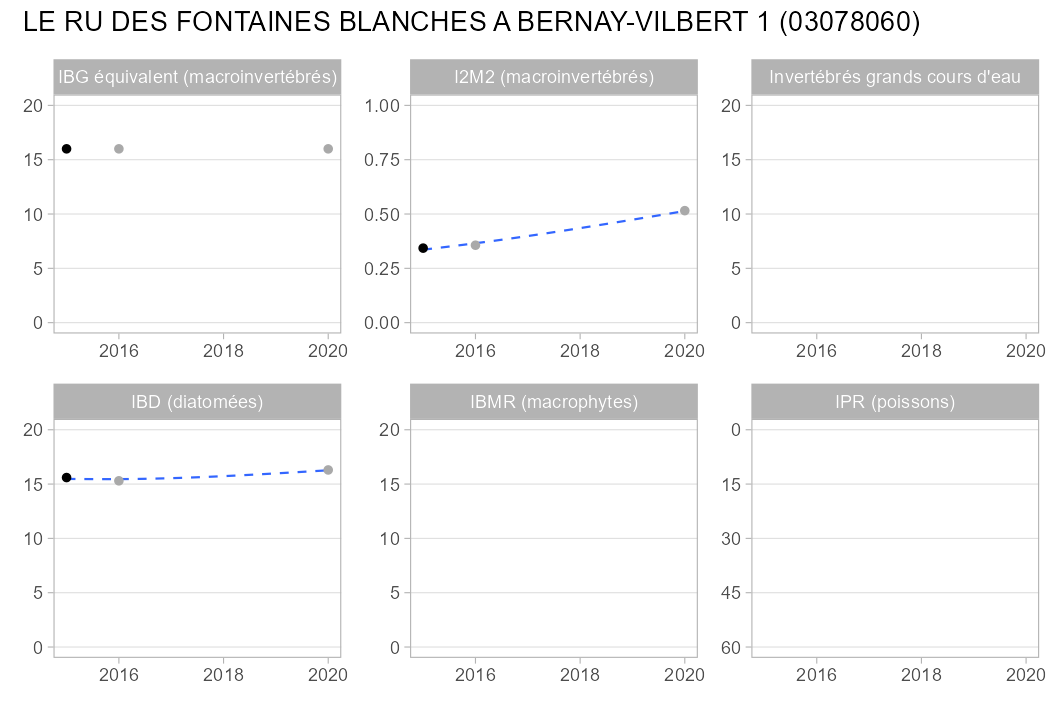 LE RU DES FONTAINES BLANCHES A BERNAY-VILBERT 1 (03078060)
IBG équivalent (macroinvertébrés)
20
15
10
5
0
2016 2018 2020
I2M2 (macroinvertébrés)
1.00
0.75
0.50
0.25
0.00
2016 2018 2020
Invertébrés grands cours d'eau
20
15
10
5
0
2016 2018 2020
IBD (diatomées)
20
15
10
5
0
2016 2018 2020
IBMR (macrophytes)
20
15
10
5
0
2016 2018 2020
IPR (poissons)
0
15
30
45
60
2016 2018 2020